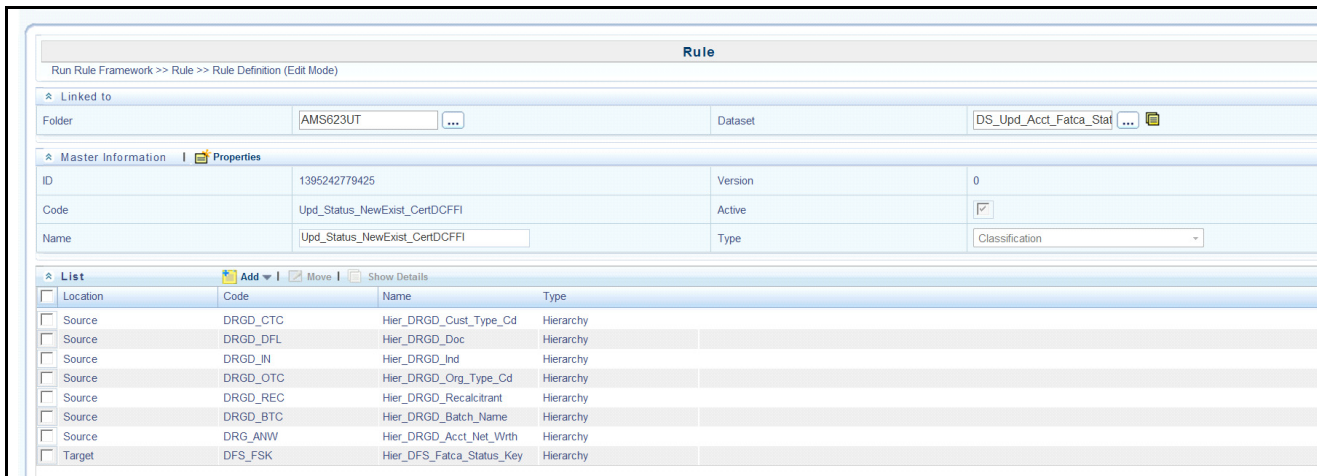 Rule
Run Rule Framework >> Rule >> Rule Definition (Edit Mode)
Linked to
Folder AMS623UT ... Dataset DS_Upd_Acct_Fatca_Stat ...
Master Information | Properties
ID 1395242779425 Version 0
Code Upd_Status_NewExist_CertDCFFI Active
Name Upd_Status_NewExist_CertDCFFI Type Classification
List Add | Move | Show Details
Location Code Name Type
Source DRGD_CTC Hier_DRGD_Cust_Type_Cd Hierarchy
Source DRGD_DFL Hier_DRGD_Doc Hierarchy
Source DRGD_IN Hier_DRGD_Ind Hierarchy
Source DRGD_OTC Hier_DRGD_Org_Type_Cd Hierarchy
Source DRGD_REC Hier_DRGD_Recalcitrant Hierarchy
Source DRGD_BTC Hier_DRGD_Batch_Name Hierarchy
Source DRG_ANW Hier_DRGD_Acct_Net_Wrth Hierarchy
Target DFS_FSK Hier_DFS_Fatca_Status_Key Hierarchy